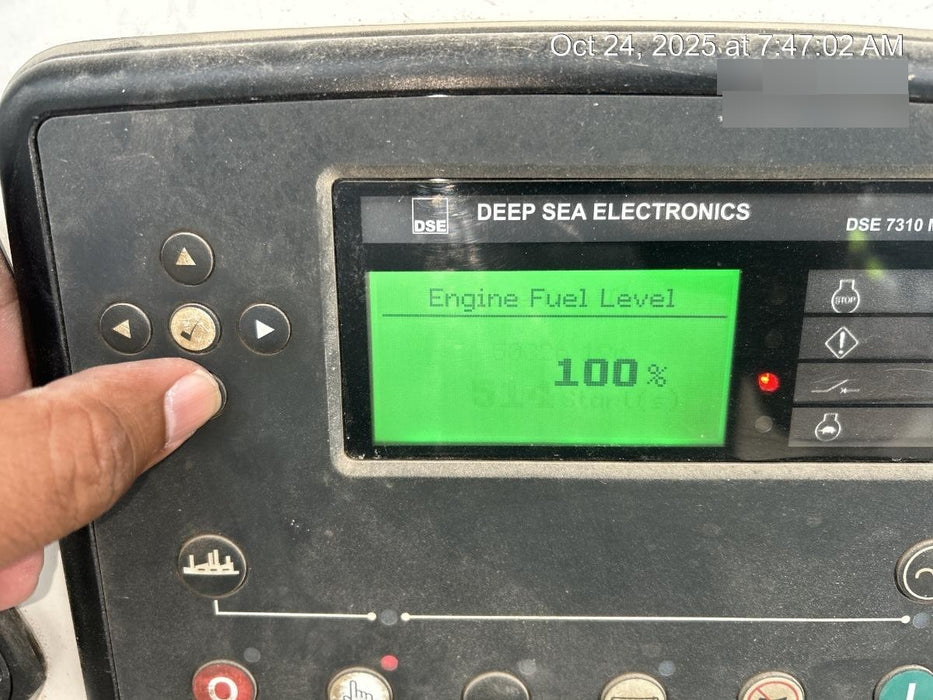 Oct 24, 2025 at 7:47:02 AM
DSE
DEEP SEA ELECTRONICS
DSE 7310
Engine Fuel Level
100 %
Start(s)
STOP